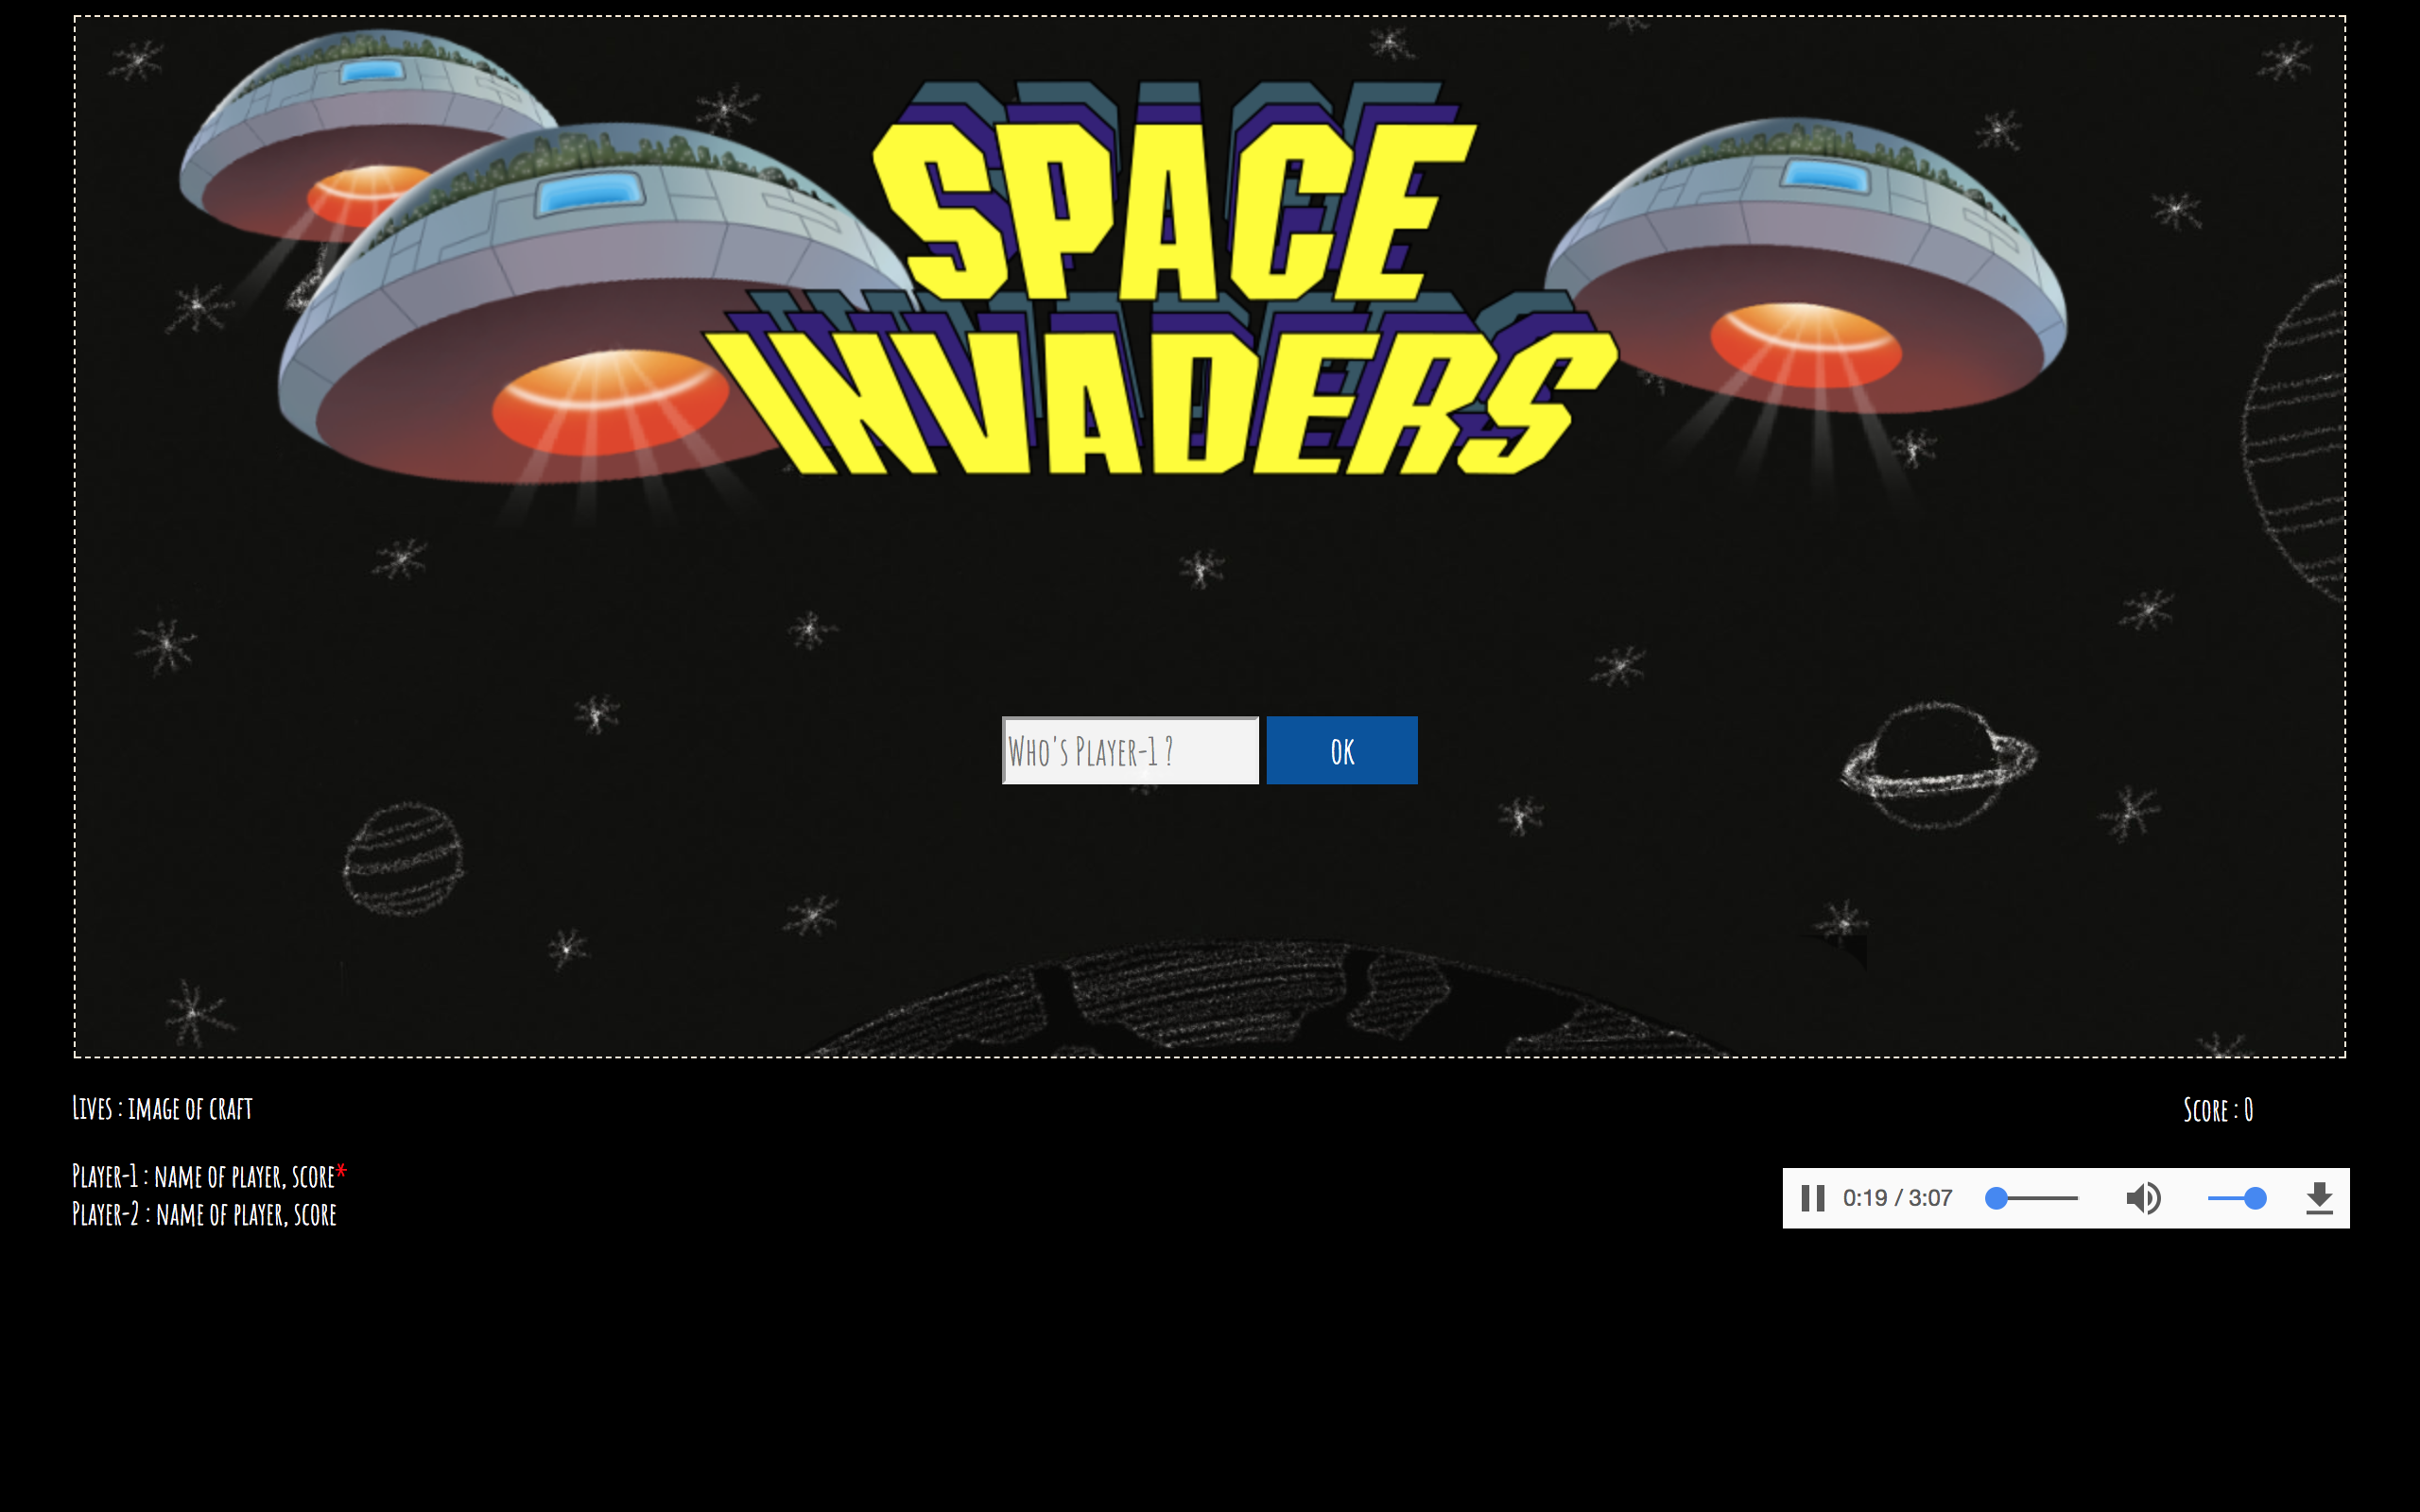 SPACE
INVADERS
Who's Player-1 ?
OK
Lives : image of craft
Score : 0
Player-1 : name of player, score*
Player-2 : name of player, score
0:19 / 3:07